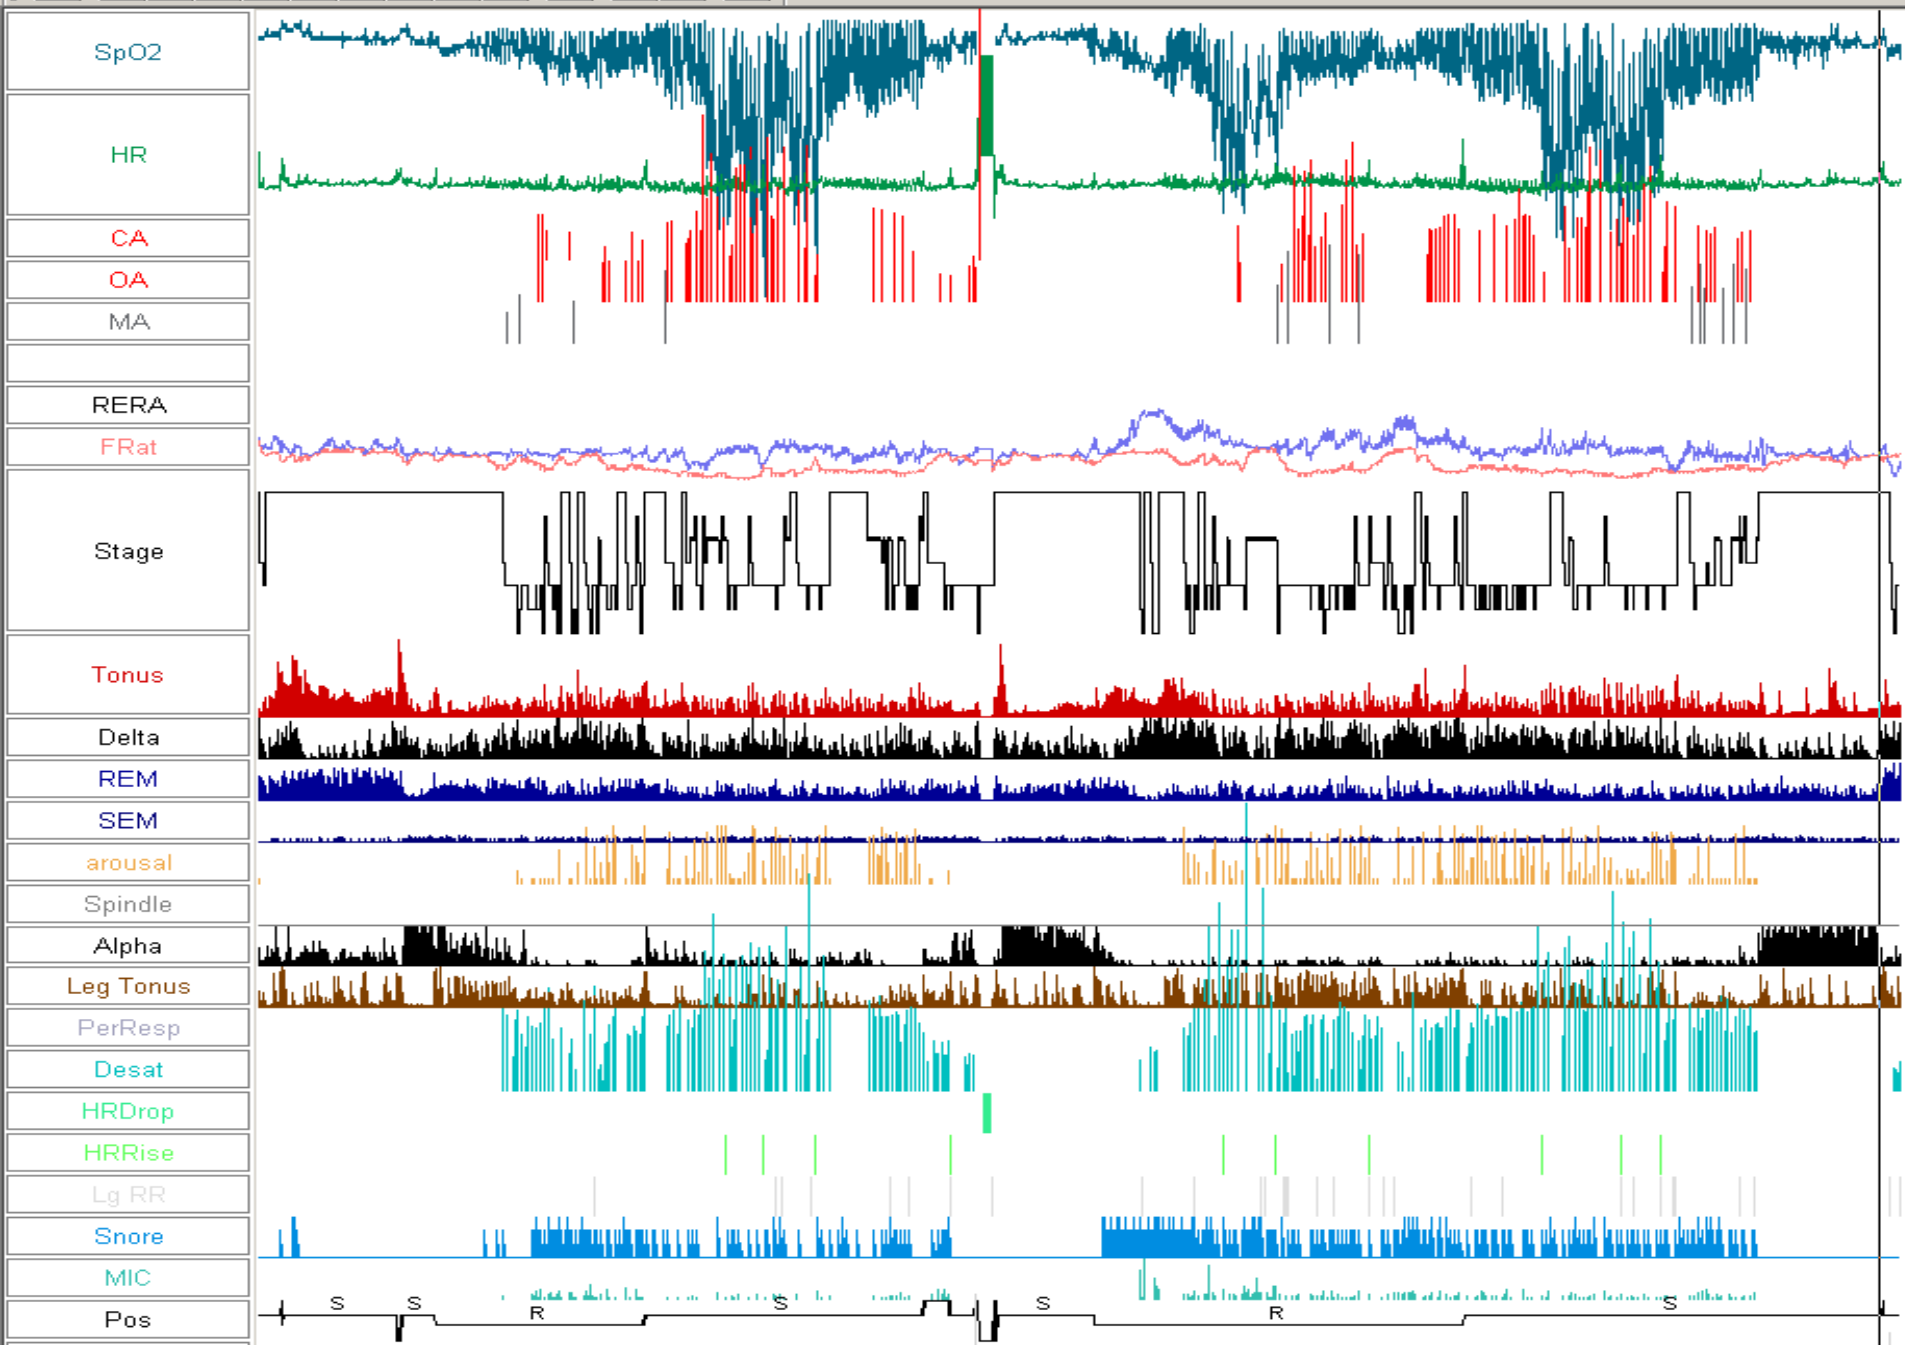 SpO2
HR
CA
OA
MA
RERA
FRat
Stage
Tonus
Delta
REM
SEM
arousal
Spindle
Alpha
Leg Tonus
PerResp
Desat
HRDrop
HRRise
Lg RR
Snore
MIC
S S R S S R S
Pos